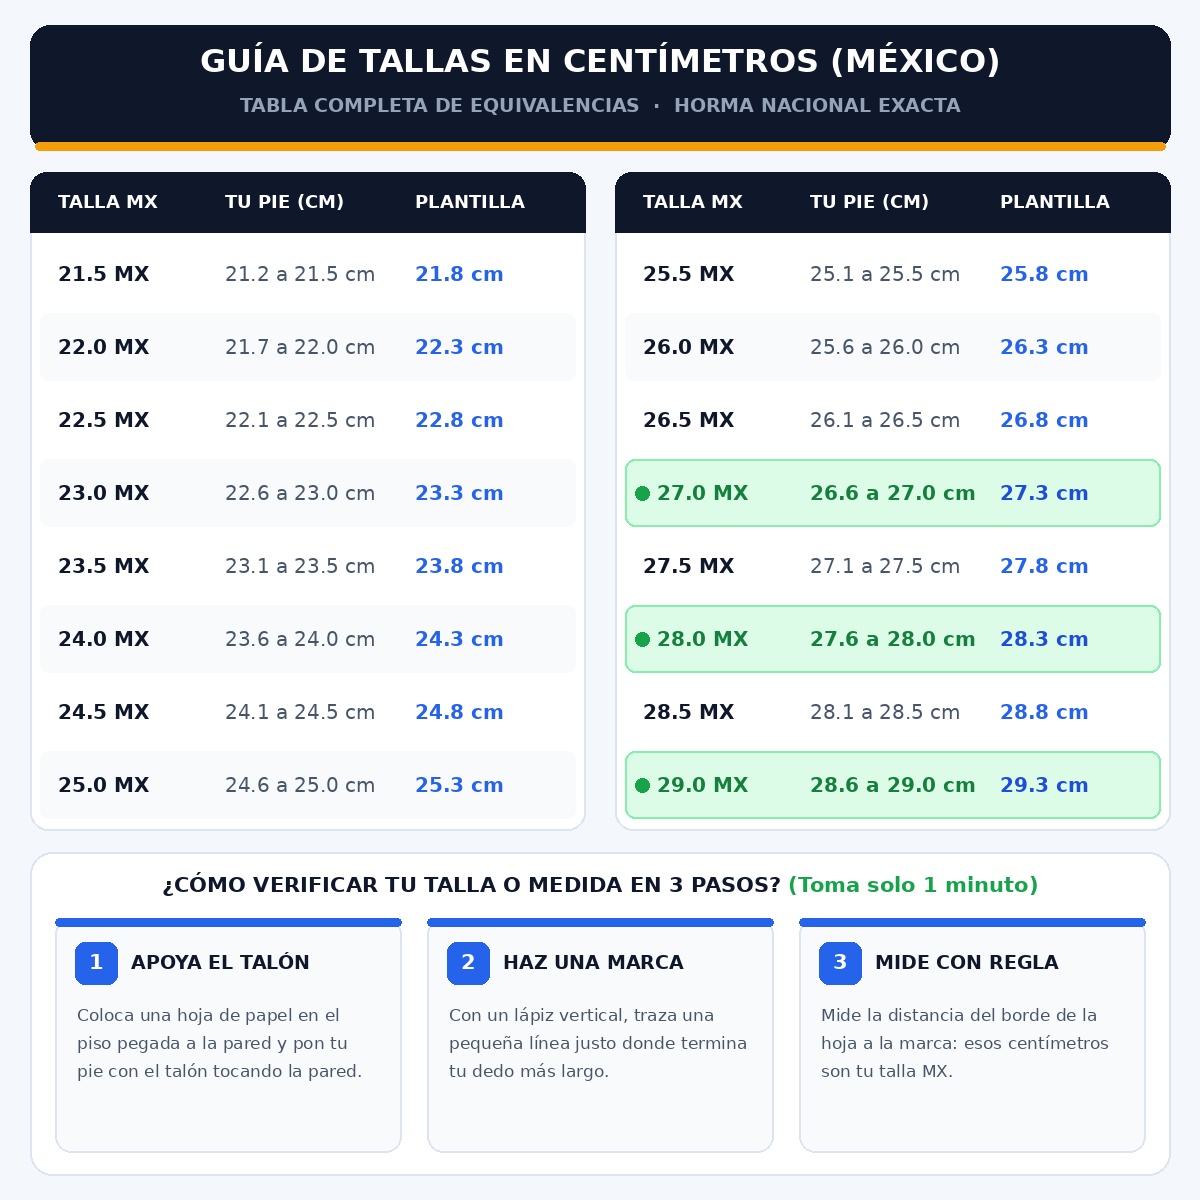 GUÍA DE TALLAS EN CENTÍMETROS (MÉXICO)
TABLA COMPLETA DE EQUIVALENCIAS · HORMA NACIONAL EXACTA
TALLA MX TU PIE (CM) PLANTILLA
21.5 MX 21.2 a 21.5 cm 21.8 cm
22.0 MX 21.7 a 22.0 cm 22.3 cm
22.5 MX 22.1 a 22.5 cm 22.8 cm
23.0 MX 22.6 a 23.0 cm 23.3 cm
23.5 MX 23.1 a 23.5 cm 23.8 cm
24.0 MX 23.6 a 24.0 cm 24.3 cm
24.5 MX 24.1 a 24.5 cm 24.8 cm
25.0 MX 24.6 a 25.0 cm 25.3 cm
TALLA MX TU PIE (CM) PLANTILLA
25.5 MX 25.1 a 25.5 cm 25.8 cm
26.0 MX 25.6 a 26.0 cm 26.3 cm
26.5 MX 26.1 a 26.5 cm 26.8 cm
27.0 MX 26.6 a 27.0 cm 27.3 cm
27.5 MX 27.1 a 27.5 cm 27.8 cm
28.0 MX 27.6 a 28.0 cm 28.3 cm
28.5 MX 28.1 a 28.5 cm 28.8 cm
29.0 MX 28.6 a 29.0 cm 29.3 cm
¿CÓMO VERIFICAR TU TALLA O MEDIDA EN 3 PASOS? (Toma solo 1 minuto)
1 APOYA EL TALÓN
Coloca una hoja de papel en el
piso pegada a la pared y pon tu
pie con el talón tocando la pared.
2 HAZ UNA MARCA
Con un lápiz vertical, traza una
pequeña línea justo donde termina
tu dedo más largo.
3 MIDE CON REGLA
Mide la distancia del borde de la
hoja a la marca: esos centímetros
son tu talla MX.